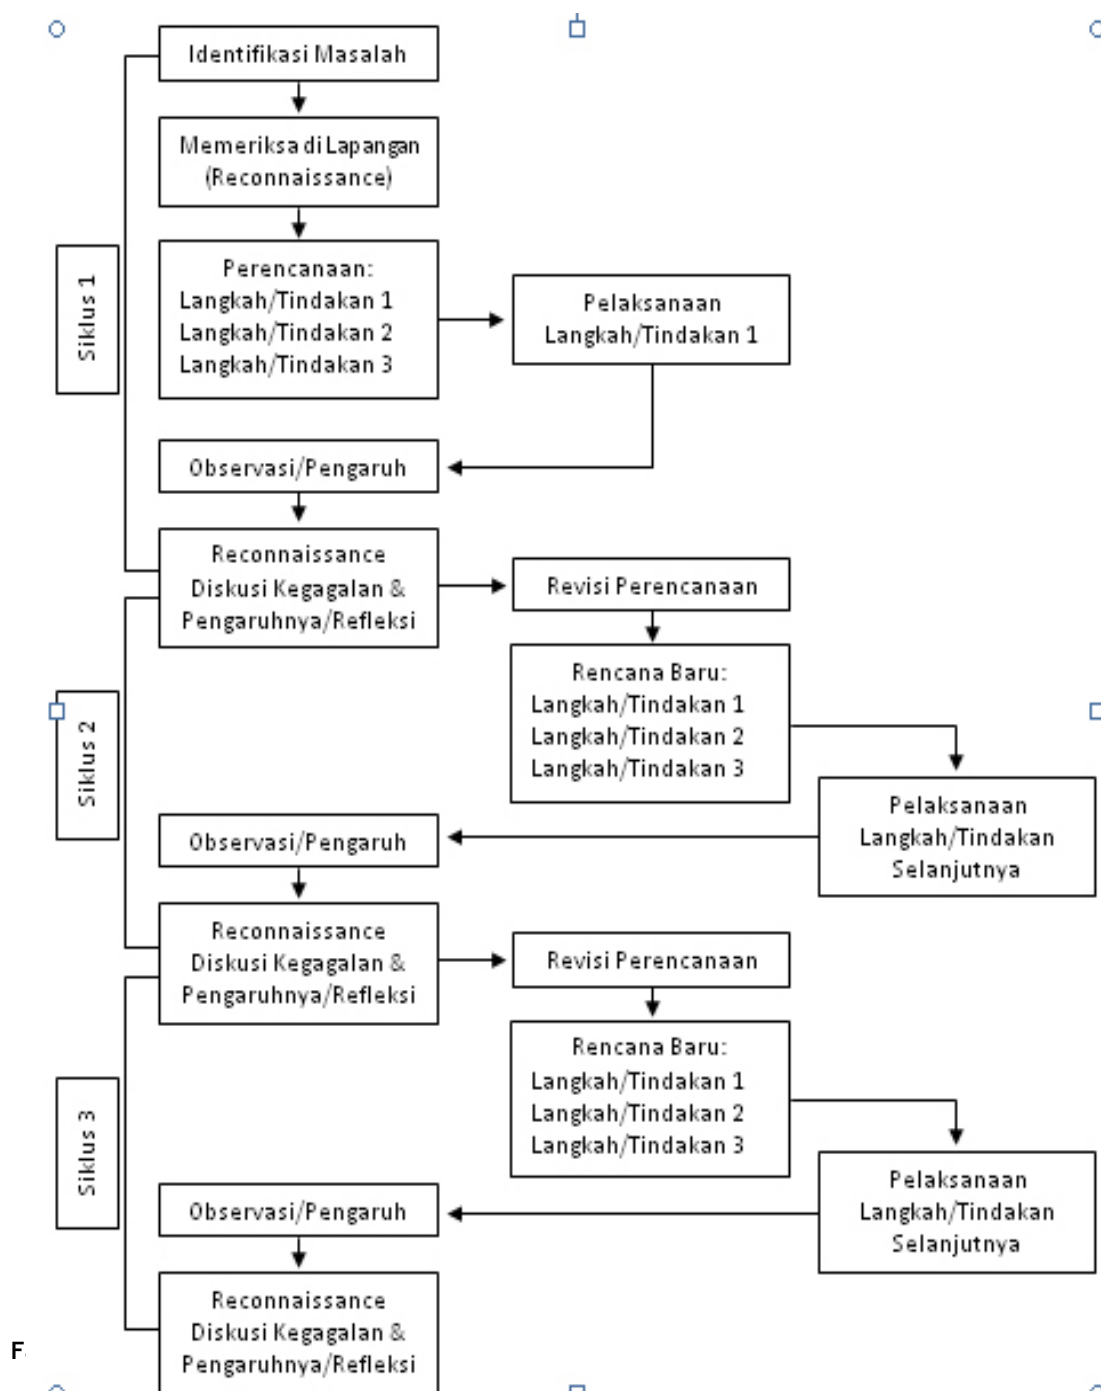 Identifikasi Masalah
Memeriksa di Lapangan
(Reconnaissance)
Siklus 1
Perencanaan:
Langkah/Tindakan 1
Langkah/Tindakan 2
Langkah/Tindakan 3
Pelaksanaan
Langkah/Tindakan 1
Observasi/Pengaruh
Reconnaissance
Diskusi Kegagalan &
Pengaruhnya/Refleksi
Revisi Perencanaan
Siklus 2
Rencana Baru:
Langkah/Tindakan 1
Langkah/Tindakan 2
Langkah/Tindakan 3
Pelaksanaan
Langkah/Tindakan
Selanjutnya
Observasi/Pengaruh
Reconnaissance
Diskusi Kegagalan &
Pengaruhnya/Refleksi
Revisi Perencanaan
Siklus 3
Rencana Baru:
Langkah/Tindakan 1
Langkah/Tindakan 2
Langkah/Tindakan 3
Pelaksanaan
Langkah/Tindakan
Selanjutnya
Observasi/Pengaruh
Reconnaissance
Diskusi Kegagalan &
Pengaruhnya/Refleksi